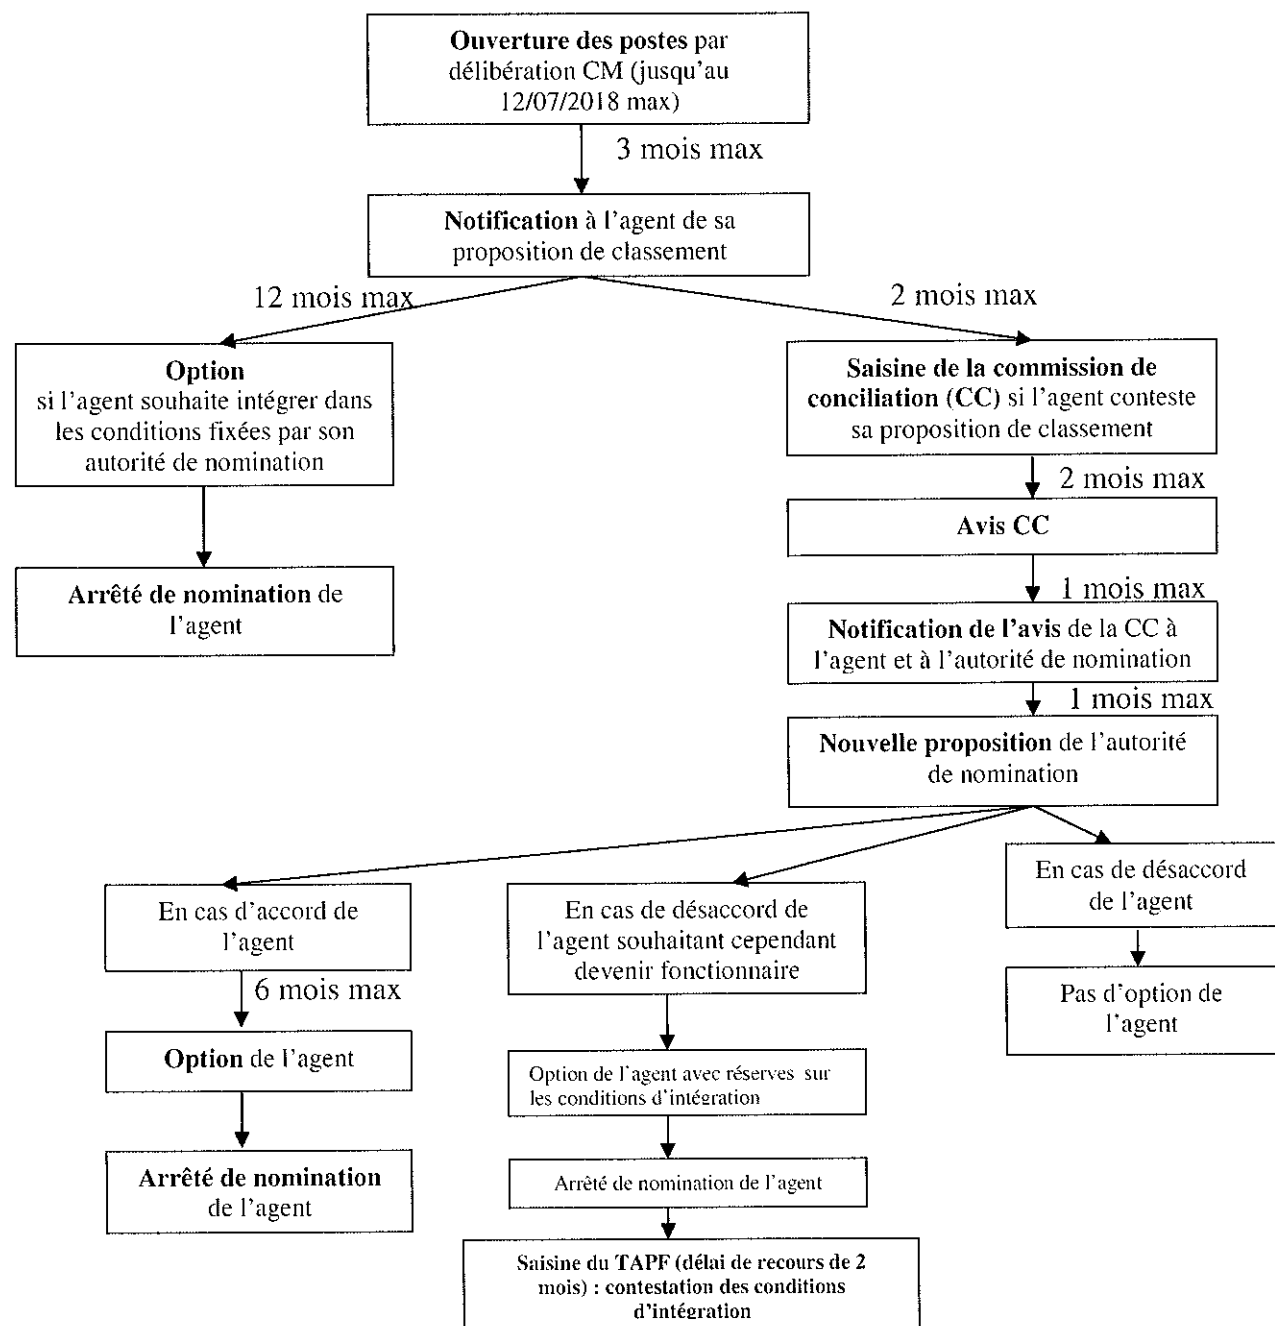 Ouverture des postes par
délibération CM (jusqu'au
12/07/2018 max)
3 mois max
Notification à l'agent de sa
proposition de classement
12 mois max
2 mois max
Option
si l'agent souhaite intégrer dans
les conditions fixées par son
autorité de nomination
Saisine de la commission de
conciliation (CC) si l'agent conteste
sa proposition de classement
2 mois max
Avis CC
Arrêté de nomination de
l'agent
1 mois max
Notification de l'avis de la CC à
l'agent et à l'autorité de nomination
1 mois max
Nouvelle proposition de l'autorité
de nomination
En cas d'accord de
l'agent
En cas de désaccord de
l'agent souhaitant cependant
devenir fonctionnaire
En cas de désaccord
de l'agent
6 mois max
Pas d'option de
l'agent
Option de l'agent
Option de l'agent avec réserves sur
les conditions d'intégration
Arrêté de nomination
de l'agent
Arrêté de nomination de l'agent
Saisine du TAPF (délai de recours de 2
mois) : contestation des conditions
d'intégration